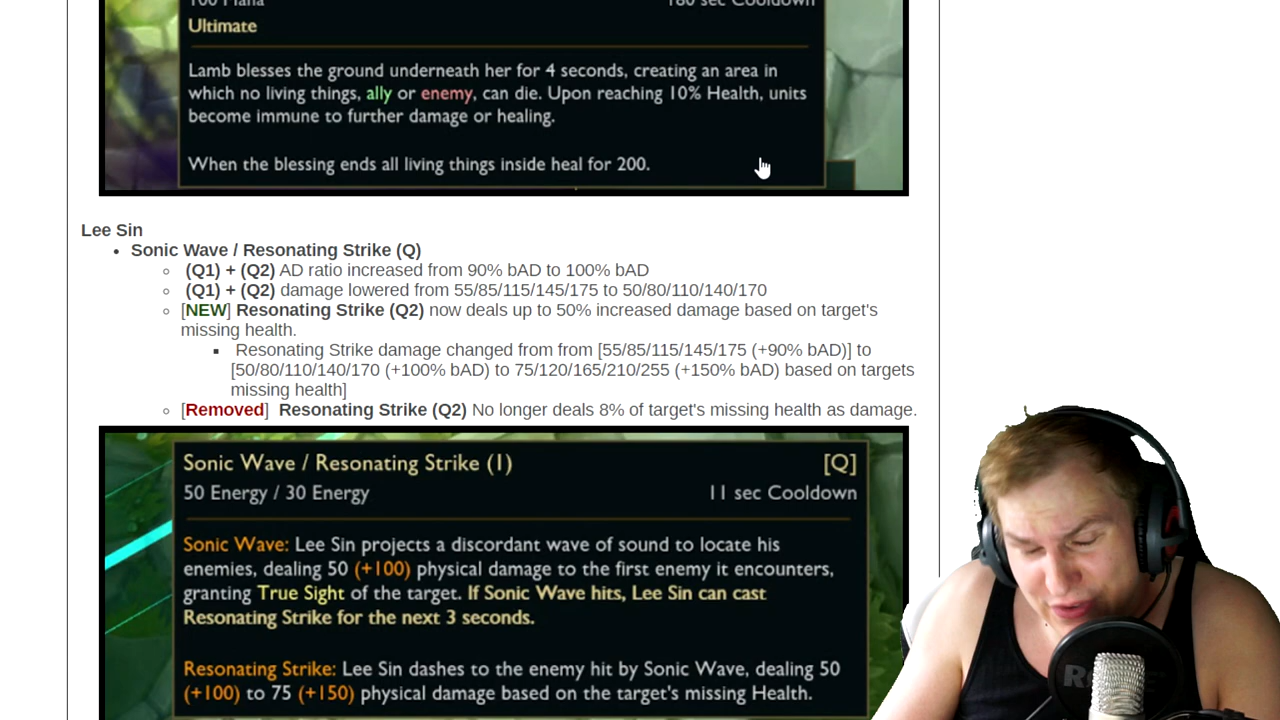 100 Mana 180 sec Cooldown
Ultimate
Lamb blesses the ground underneath her for 4 seconds, creating an area in
which no living things, ally or enemy, can die. Upon reaching 10% Health, units
become immune to further damage or healing.
When the blessing ends all living things inside heal for 200.
Lee Sin
Sonic Wave / Resonating Strike (Q)
(Q1) + (Q2) AD ratio increased from 90% bAD to 100% bAD
(Q1) + (Q2) damage lowered from 55/85/115/145/175 to 50/80/110/140/170
[NEW] Resonating Strike (Q2) now deals up to 50% increased damage based on target's
missing health.
Resonating Strike damage changed from from [55/85/115/145/175 (+90% bAD)] to
[50/80/110/140/170 (+100% bAD) to 75/120/165/210/255 (+150% bAD) based on targets
missing health]
[Removed] Resonating Strike (Q2) No longer deals 8% of target's missing health as damage.
Sonic Wave / Resonating Strike (1) [Q]
50 Energy / 30 Energy 11 sec Cooldown
Sonic Wave: Lee Sin projects a discordant wave of sound to locate his
enemies, dealing 50 (+100) physical damage to the first enemy it encounters,
granting True Sight of the target. If Sonic Wave hits, Lee Sin can cast
Resonating Strike for the next 3 seconds.
Resonating Strike: Lee Sin dashes to the enemy hit by Sonic Wave, dealing 50
(+100) to 75 (+150) physical damage based on the target's missing Health.